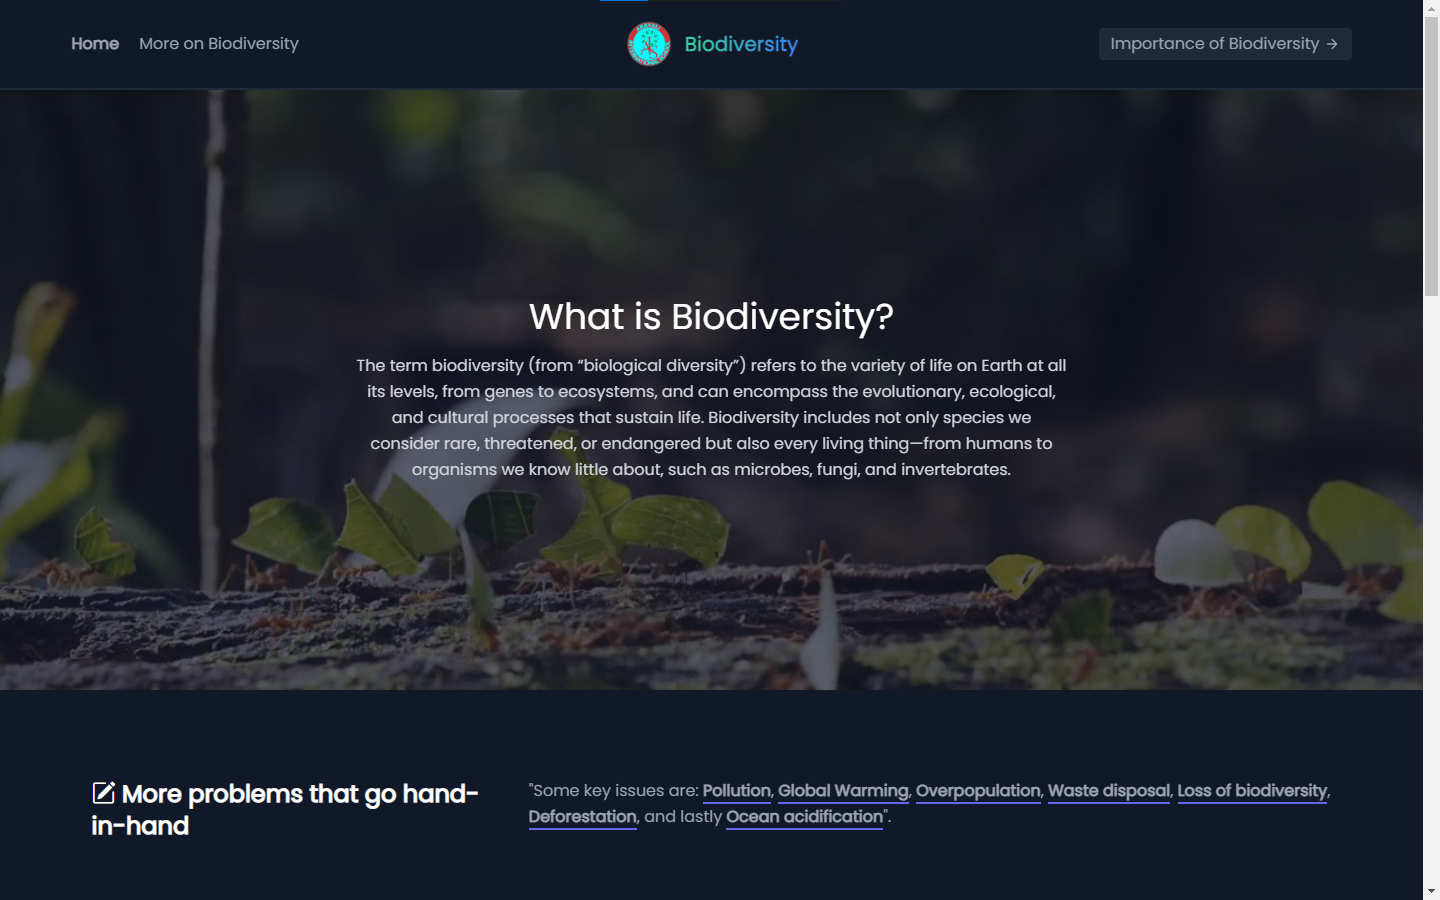 Home
More on Biodiversity
Biodiversity
Importance of Biodiversity →
What is Biodiversity?
The term biodiversity (from “biological diversity”) refers to the variety of life on Earth at all
its levels, from genes to ecosystems, and can encompass the evolutionary, ecological,
and cultural processes that sustain life. Biodiversity includes not only species we
consider rare, threatened, or endangered but also every living thing—from humans to
organisms we know little about, such as microbes, fungi, and invertebrates.
More problems that go hand-
in-hand
"Some key issues are: Pollution, Global Warming, Overpopulation, Waste disposal, Loss of biodiversity,
Deforestation, and lastly Ocean acidification".